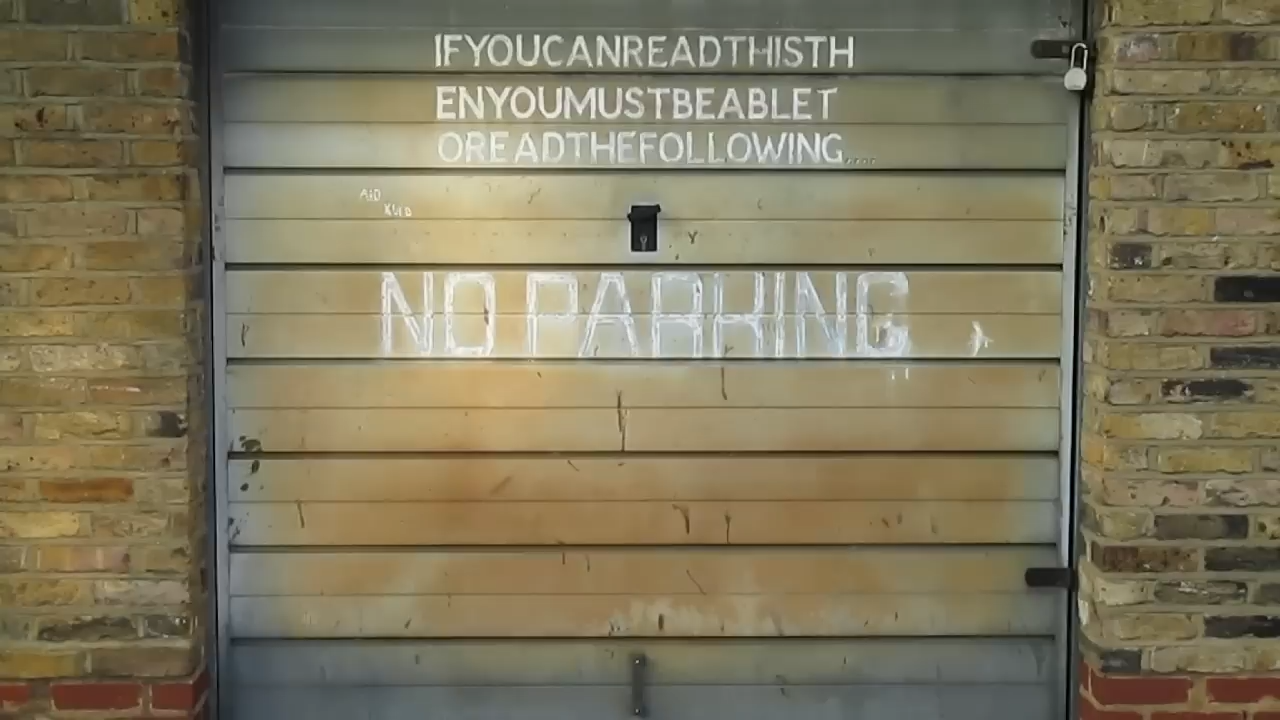 IFYOUCANREADTHISTH
ENYOUMUSTBEABLET
OREADTHEFOLLOWING....
NO PARKING